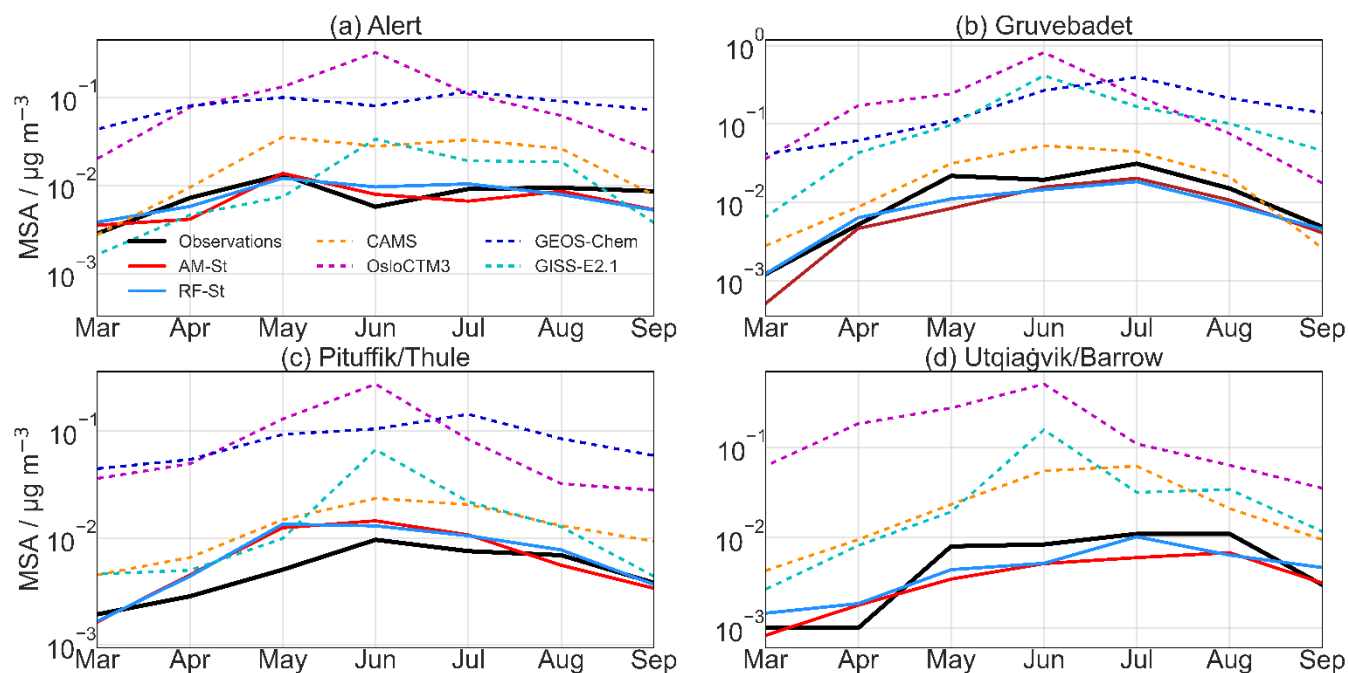 (a) Alert
MSA / µg m⁻³
10⁻¹
10⁻²
10⁻³
Observations
AM-St
RF-St
CAMS
OsloCTM3
GEOS-Chem
GISS-E2.1
Mar Apr May Jun Jul Aug Sep
(b) Gruvebadet
10⁰
10⁻¹
10⁻²
10⁻³
Mar Apr May Jun Jul Aug Sep
(c) Pituffik/Thule
MSA / µg m⁻³
10⁻¹
10⁻²
10⁻³
Mar Apr May Jun Jul Aug Sep
(d) Utqiaġvik/Barrow
10⁻¹
10⁻²
10⁻³
Mar Apr May Jun Jul Aug Sep